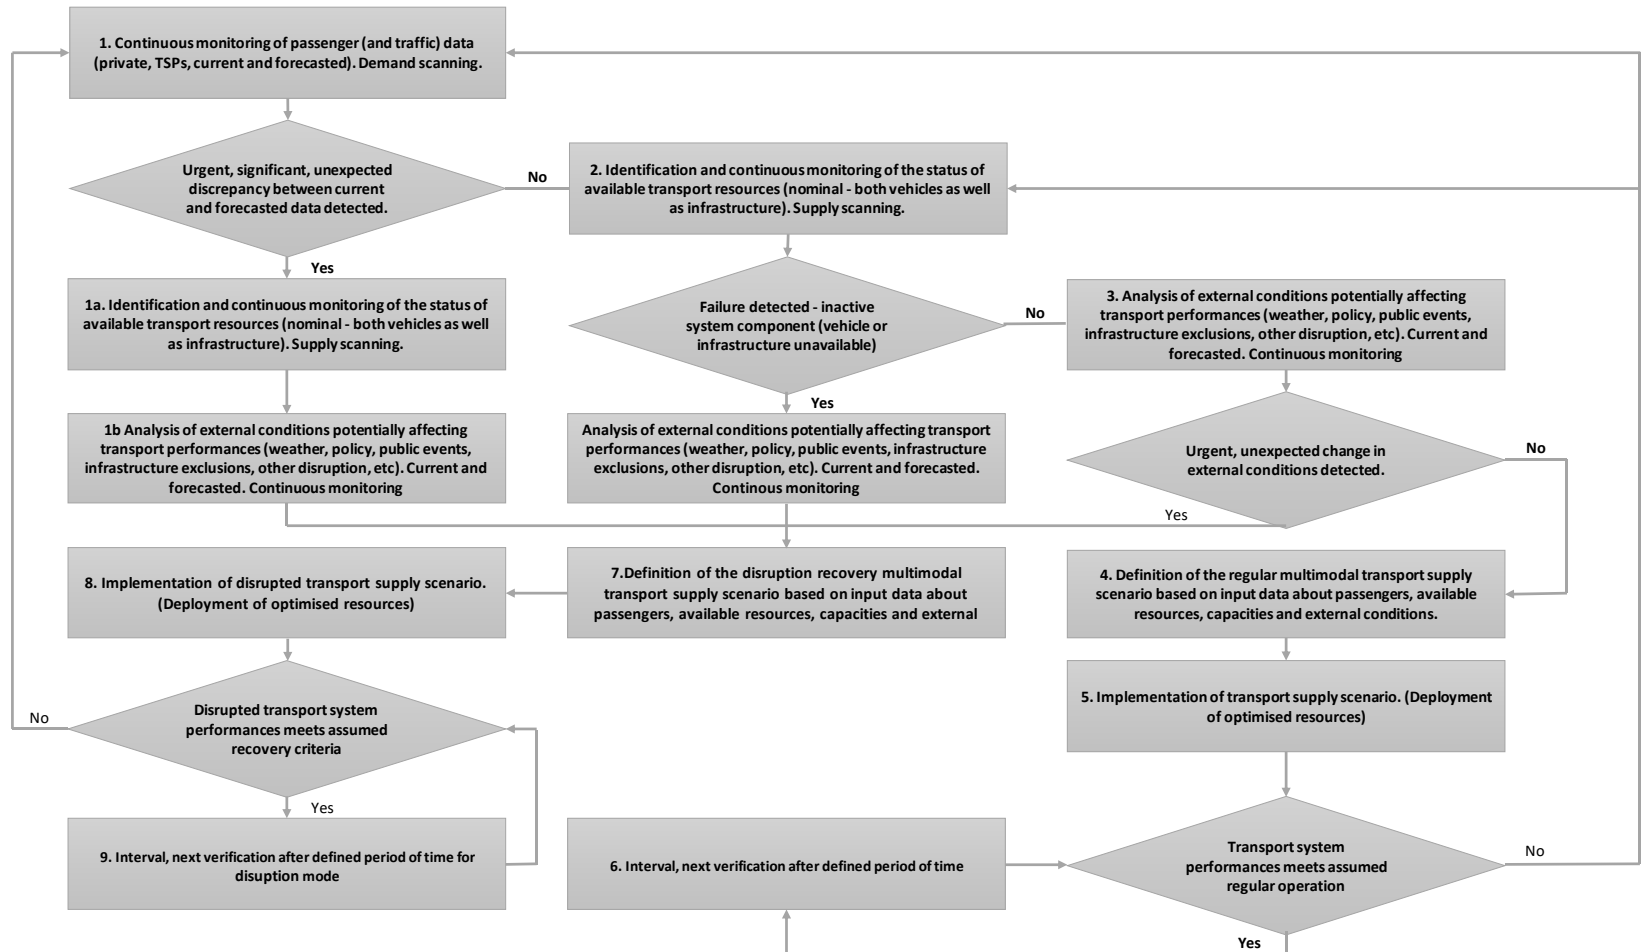 1. Continuous monitoring of passenger (and traffic) data
(private, TSPs, current and forecasted). Demand scanning.
Urgent, significant, unexpected
discrepancy between current
and forecasted data detected.
No
2. Identification and continuous monitoring of the status of
available transport resources (nominal - both vehicles as well
as infrastructure). Supply scanning.
Yes
1a. Identification and continuous monitoring of the status of
available transport resources (nominal - both vehicles as well
as infrastructure). Supply scanning.
Failure detected - inactive
system component (vehicle or
infrastructure unavailable)
No
3. Analysis of external conditions potentially affecting
transport performances (weather, policy, public events,
infrastructure exclusions, other disruption, etc). Current and
forecasted. Continuous monitoring
Yes
1b Analysis of external conditions potentially affecting
transport performances (weather, policy, public events,
infrastructure exclusions, other disruption, etc). Current and
forecasted. Continuous monitoring
Analysis of external conditions potentially affecting transport
performances (weather, policy, public events, infrastructure
exclusions, other disruption, etc). Current and forecasted.
Continous monitoring
Urgent, unexpected change in
external conditions detected.
No
Yes
8. Implementation of disrupted transport supply scenario.
(Deployment of optimised resources)
7.Definition of the disruption recovery multimodal
transport supply scenario based on input data about
passengers, available resources, capacities and external
4. Definition of the regular multimodal transport supply
scenario based on input data about passengers, available
resources, capacities and external conditions.
Disrupted transport system
performances meets assumed
recovery criteria
No
5. Implementation of transport supply scenario. (Deployment
of optimised resources)
Yes
9. Interval, next verification after defined period of time for
disuption mode
6. Interval, next verification after defined period of time
Transport system
performances meets assumed
regular operation
No
Yes